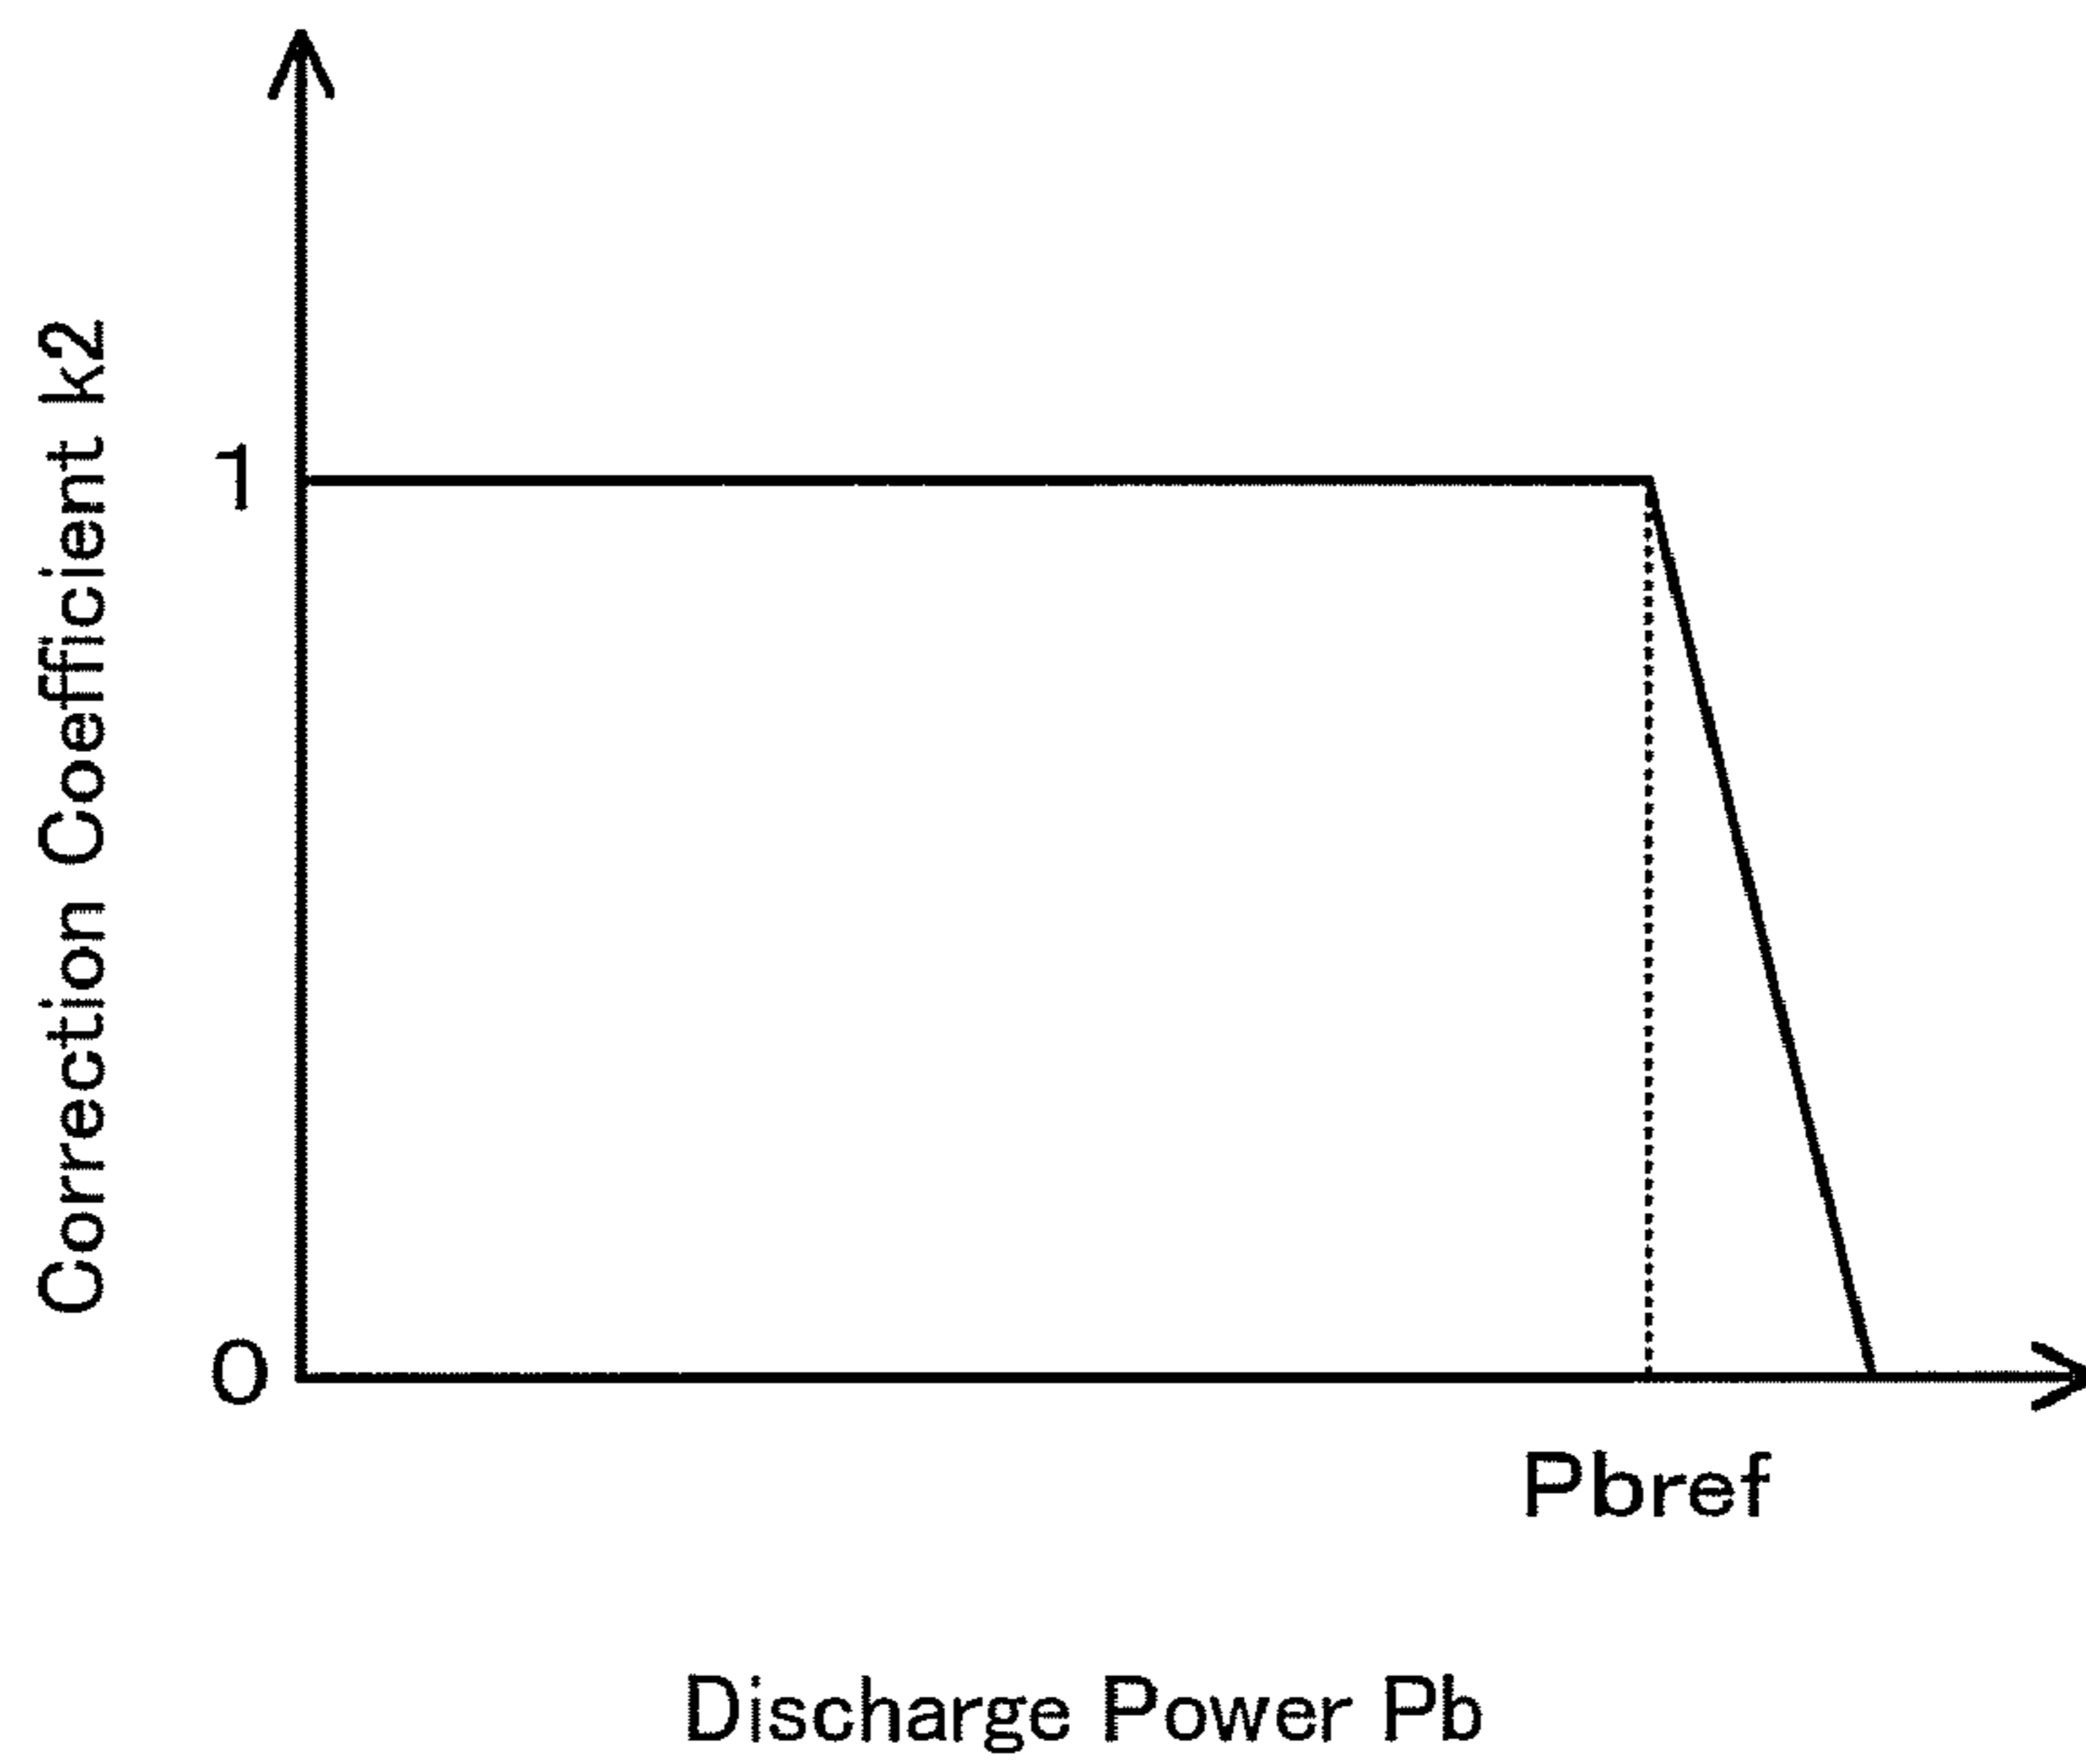 Correction Coefficient k2
1
0
Pbref
Discharge Power Pb